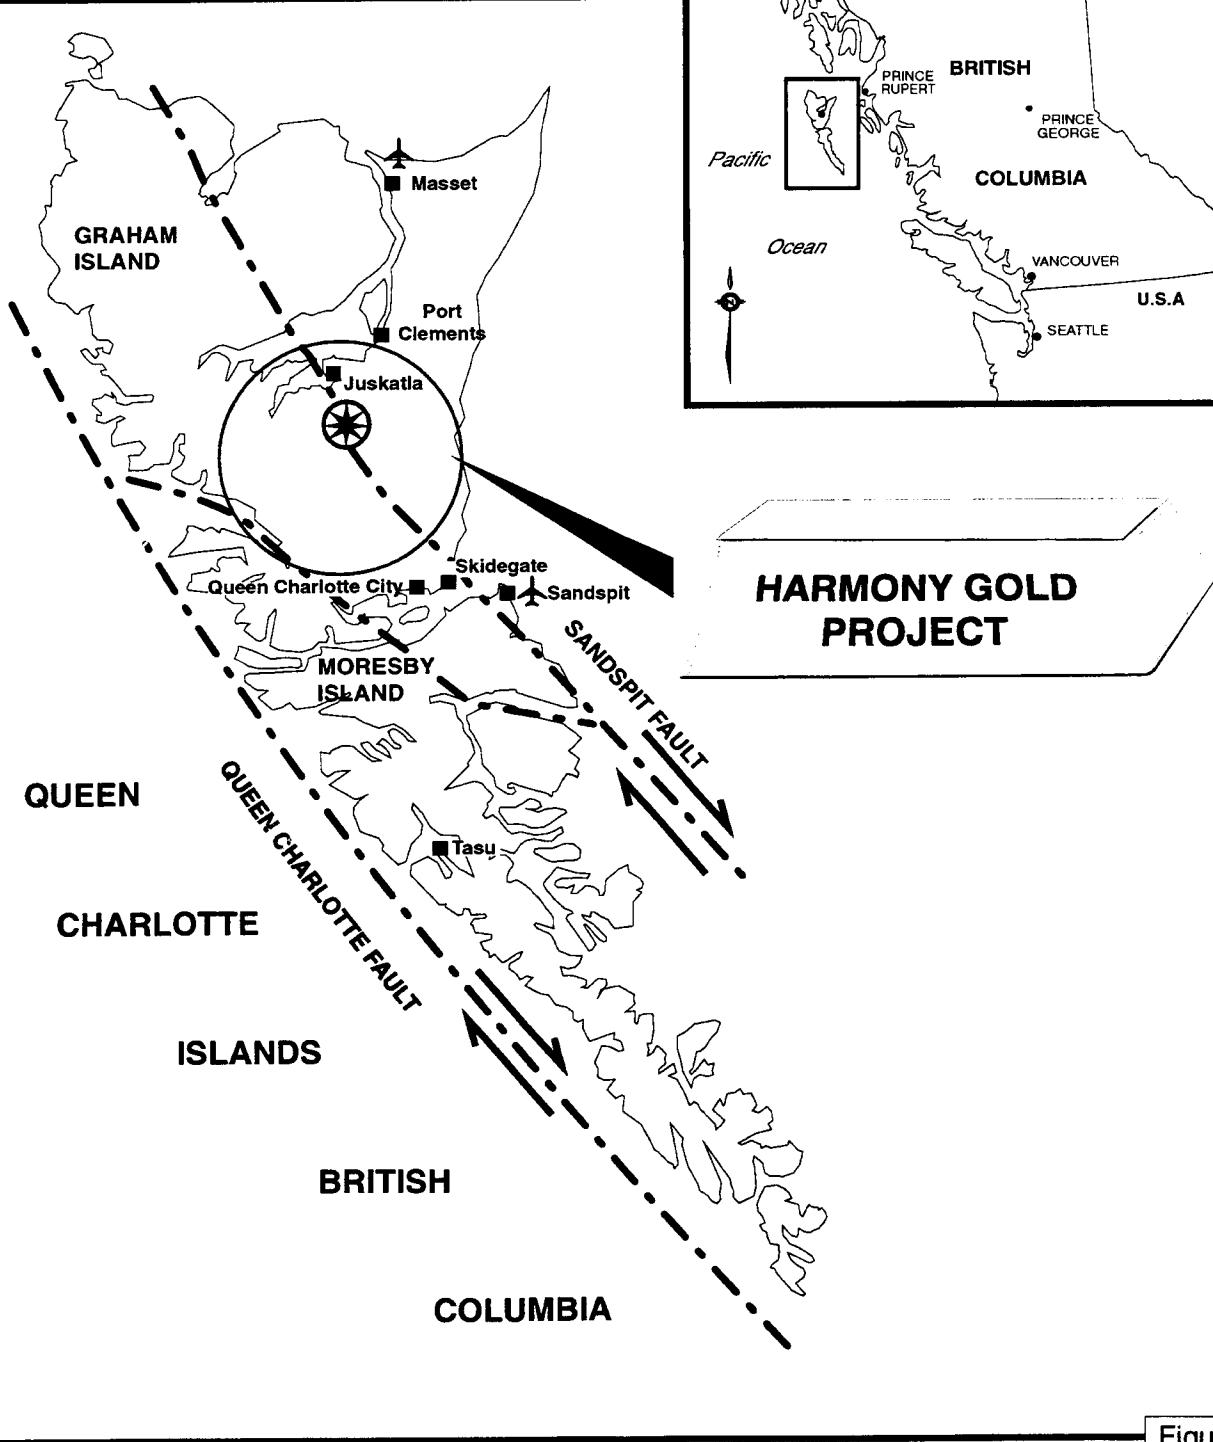 BRITISH
PRINCE
RUPERT
PRINCE
GEORGE
Pacific
COLUMBIA
Ocean
VANCOUVER
U.S.A
SEATTLE
N
Masset
GRAHAM
ISLAND
Port
Clements
Juskatla
Skidegate
Queen Charlotte City
Sandspit
HARMONY GOLD
PROJECT
MORESBY
ISLAND
SANDSPIT FAULT
QUEEN CHARLOTTE FAULT
Tasu
QUEEN
CHARLOTTE
ISLANDS
BRITISH
COLUMBIA